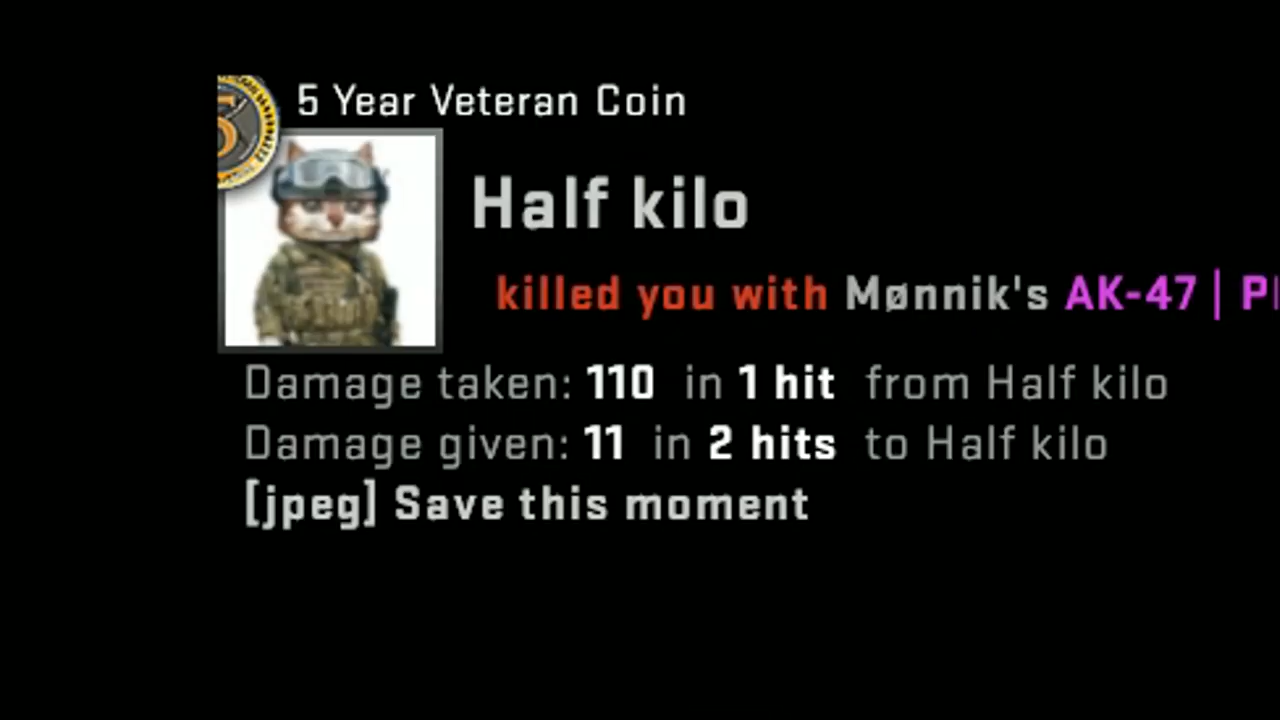 5 Year Veteran Coin
Half kilo
killed you with Mønnik's AK-47 |
Damage taken: 110 in 1 hit from Half kilo
Damage given: 11 in 2 hits to Half kilo
[jpeg] Save this moment